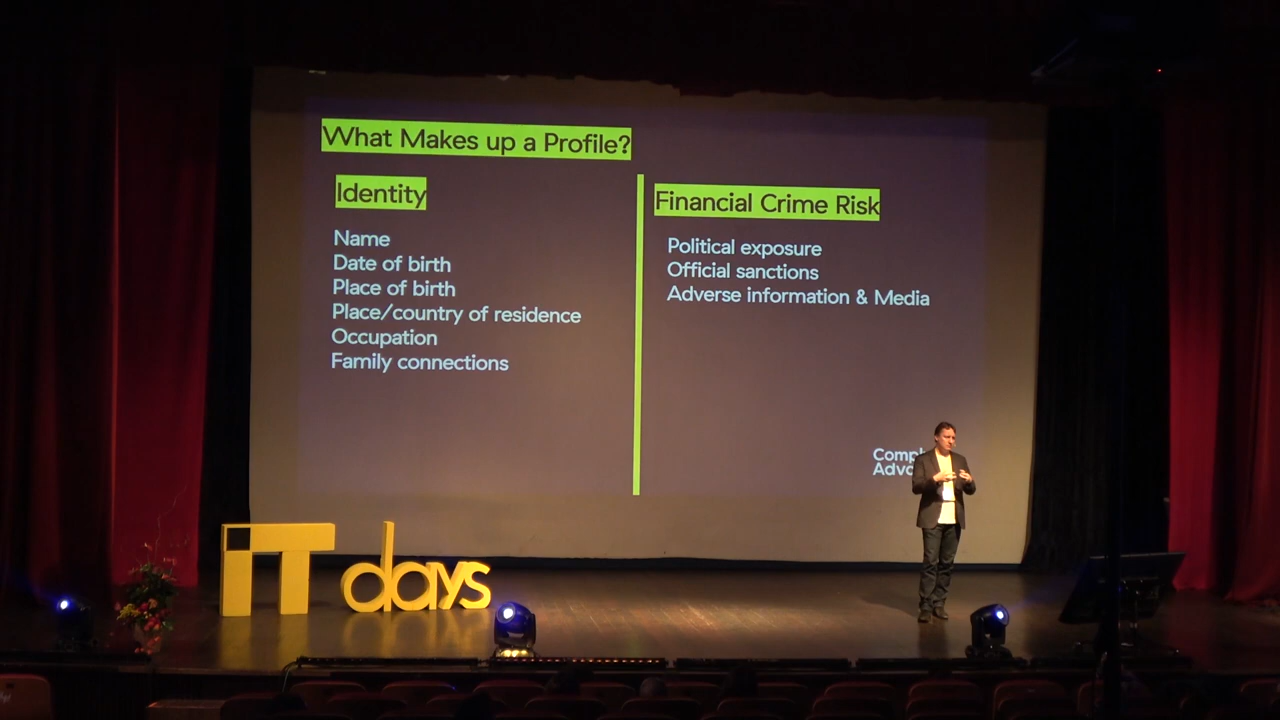 What Makes up a Profile?
Identity
Name
Date of birth
Place of birth
Place/country of residence
Occupation
Family connections
Financial Crime Risk
Political exposure
Official sanctions
Adverse information & Media
iT days